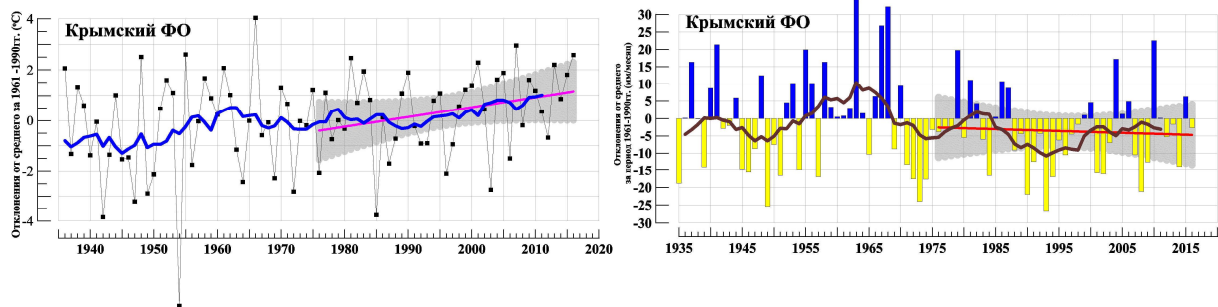 Отклонения от среднего за 1961 -1990гг. (°C)
Крымский ФО
4
2
0
-2
-4
1940 1950 1960 1970 1980 1990 2000 2010 2020
Отклонения от среднего
за период 1961-1990гг. (мм/месяц)
Крымский ФО
30
25
20
15
10
5
0
-5
-10
-15
-20
-25
-30
1935 1945 1955 1965 1975 1985 1995 2005 2015